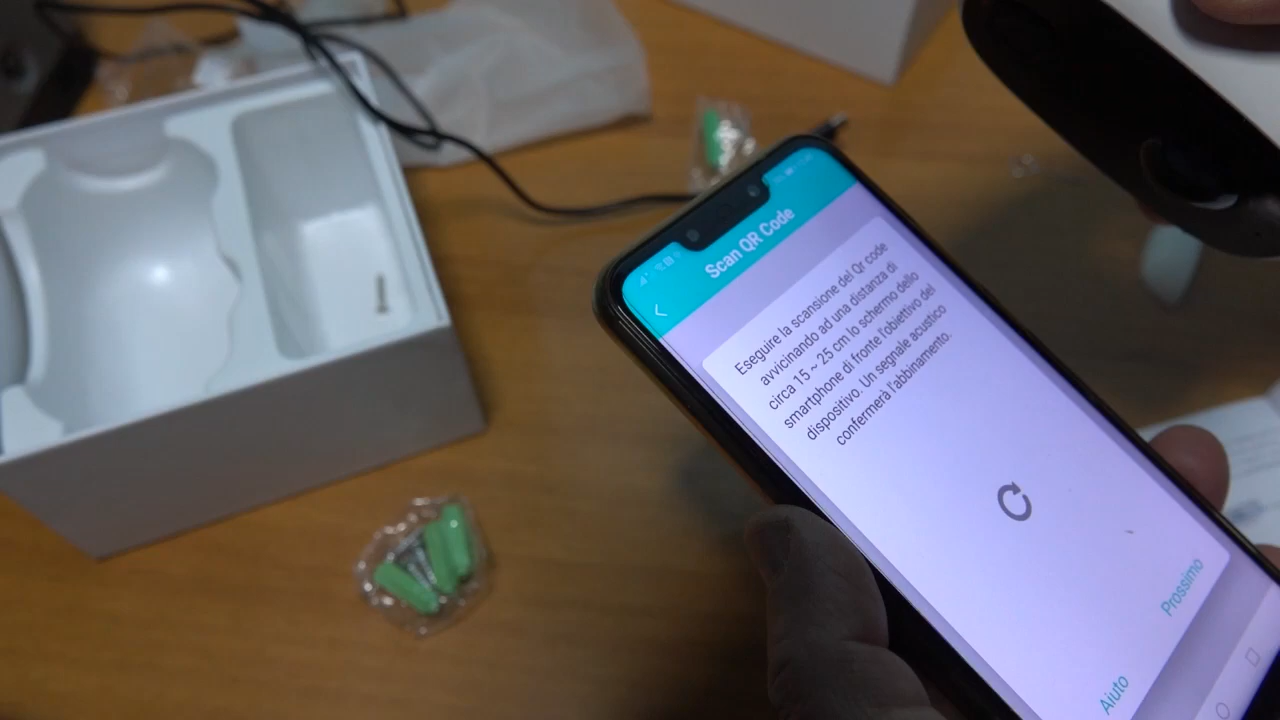 Scan QR Code
Eseguire la scansione del Qr code
avvicinando ad una distanza di
circa 15 ~ 25 cm lo schermo dello
smartphone di fronte l'obiettivo del
dispositivo. Un segnale acustico
confermerà l'abbinamento.
Prossimo
Aiuto